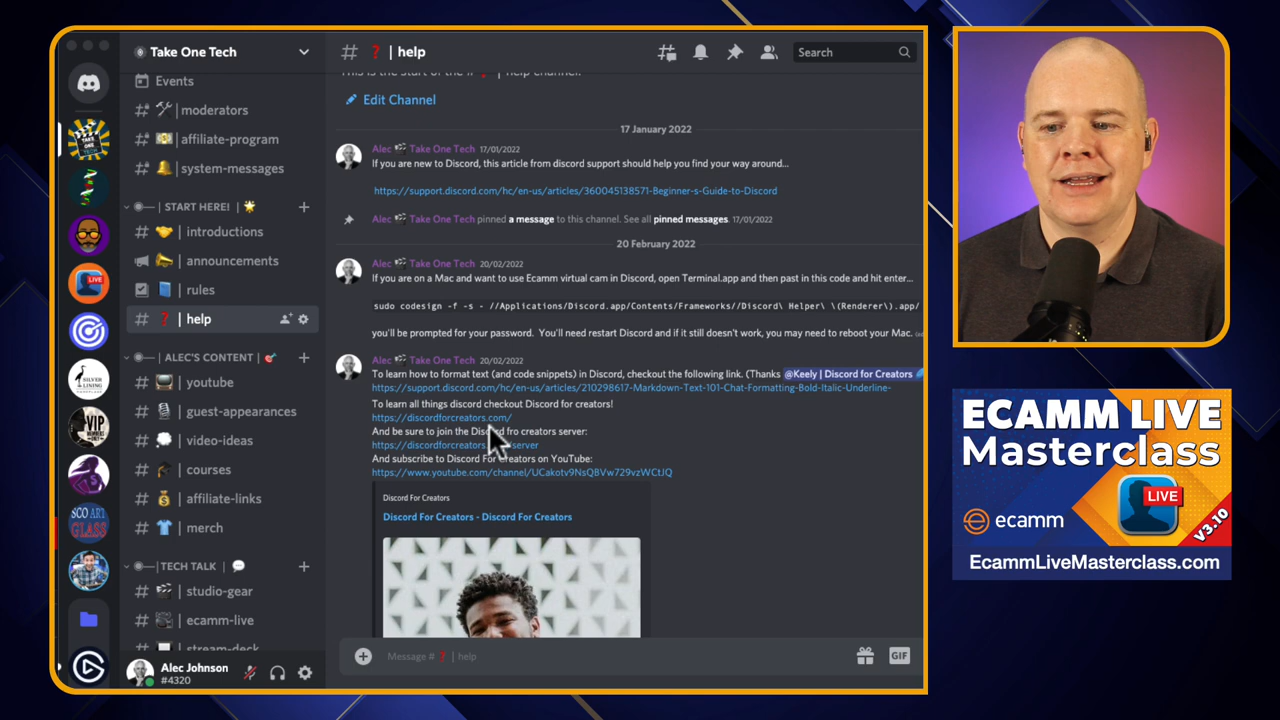 Take One Tech
# ❓ | help
Search
Events
🛠 | moderators
💵 | affiliate-program
🔔 | system-messages
| START HERE! | 🌟
🤝 | introductions
📣 | announcements
📘 | rules
❓ | help
| ALEC'S CONTENT | 🚀
📺 | youtube
🎙 | guest-appearances
💭 | video-ideas
🎸 | courses
💰 | affiliate-links
👕 | merch
|TECH TALK | 💬
🎬 | studio-gear
| ecamm-live
Alec Johnson
#4320
Edit Channel
17 January 2022
Alec Take One Tech 17/01/2022
If you are new to Discord, this article from discord support should help you find your way around...
https://support.discord.com/hc/en-us/articles/360045138571-Beginner-s-Guide-to-Discord
Alec Take One Tech pinned a message to this channel. See all pinned messages. 17/01/2022
20 February 2022
Alec Take One Tech 20/02/2022
If you are on a Mac and want to use Ecamm virtual cam in Discord, open Terminal.app and then past in this code and hit enter...
sudo codesign -f -s - //Applications/Discord.app/Contents/Frameworks//Discord\ Helper\ \(Renderer\).app/
you'll be prompted for your password. You'll need restart Discord and if it still doesn't work, you may need to reboot your Mac.
Alec Take One Tech 20/02/2022
To learn how to format text (and code snippets) in Discord, checkout the following link. (Thanks @Keely | Discord for Creators
https://support.discord.com/hc/en-us/articles/210298617-Markdown-Text-101-Chat-Formatting-Bold-Italic-Underline-
To learn all things discord checkout Discord for creators!
https://discordforcreators.com/
And be sure to join the Discord fro creators server:
https://discordforcreators. server
And subscribe to Discord For Creators on YouTube:
https://www.youtube.com/channel/UCakotv9NsQBVw729vzWCtJQ
Discord For Creators
Discord For Creators - Discord For Creators
Message # ❓ | help
GIF
TAKE ONE TECH
LIVE
SILVER LINING
VIP
SCO ART GLASS
ECAMM LIVE
Masterclass
ecamm
LIVE
v3.10
EcammLiveMasterclass.com